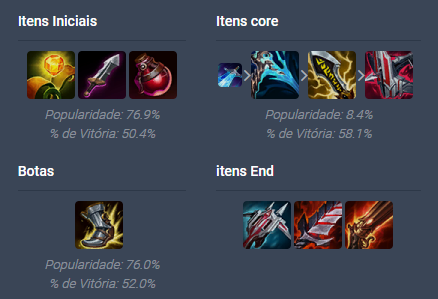 Itens Iniciais
Popularidade: 76.9%
% de Vitória: 50.4%
Itens core
Popularidade: 8.4%
% de Vitória: 58.1%
Botas
Popularidade: 76.0%
% de Vitória: 52.0%
itens End